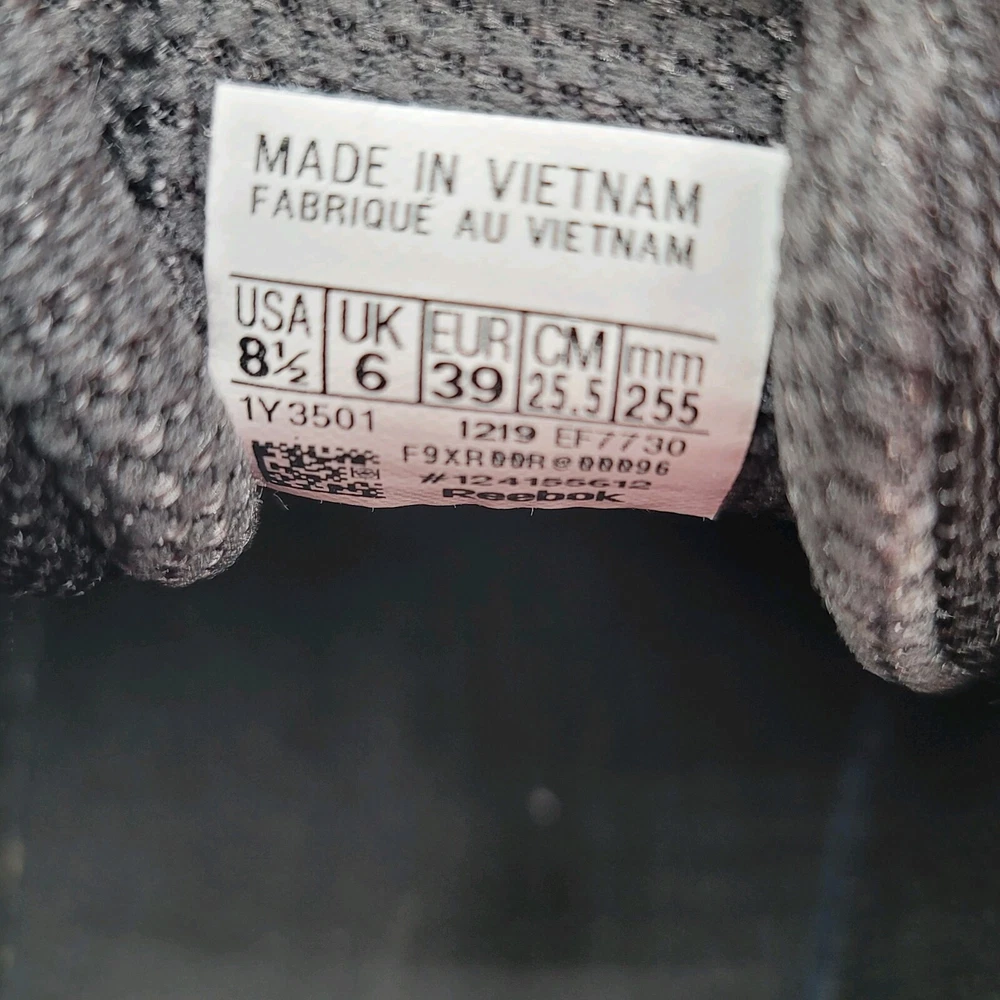 MADE IN VIETNAM
FABRIQUÉ AU VIETNAM
USA UK EUR CM mm
8½ 6 39 25.5 255
1Y3501 1219 EF7730
F9XR00R@00096
#124155612
Reebok